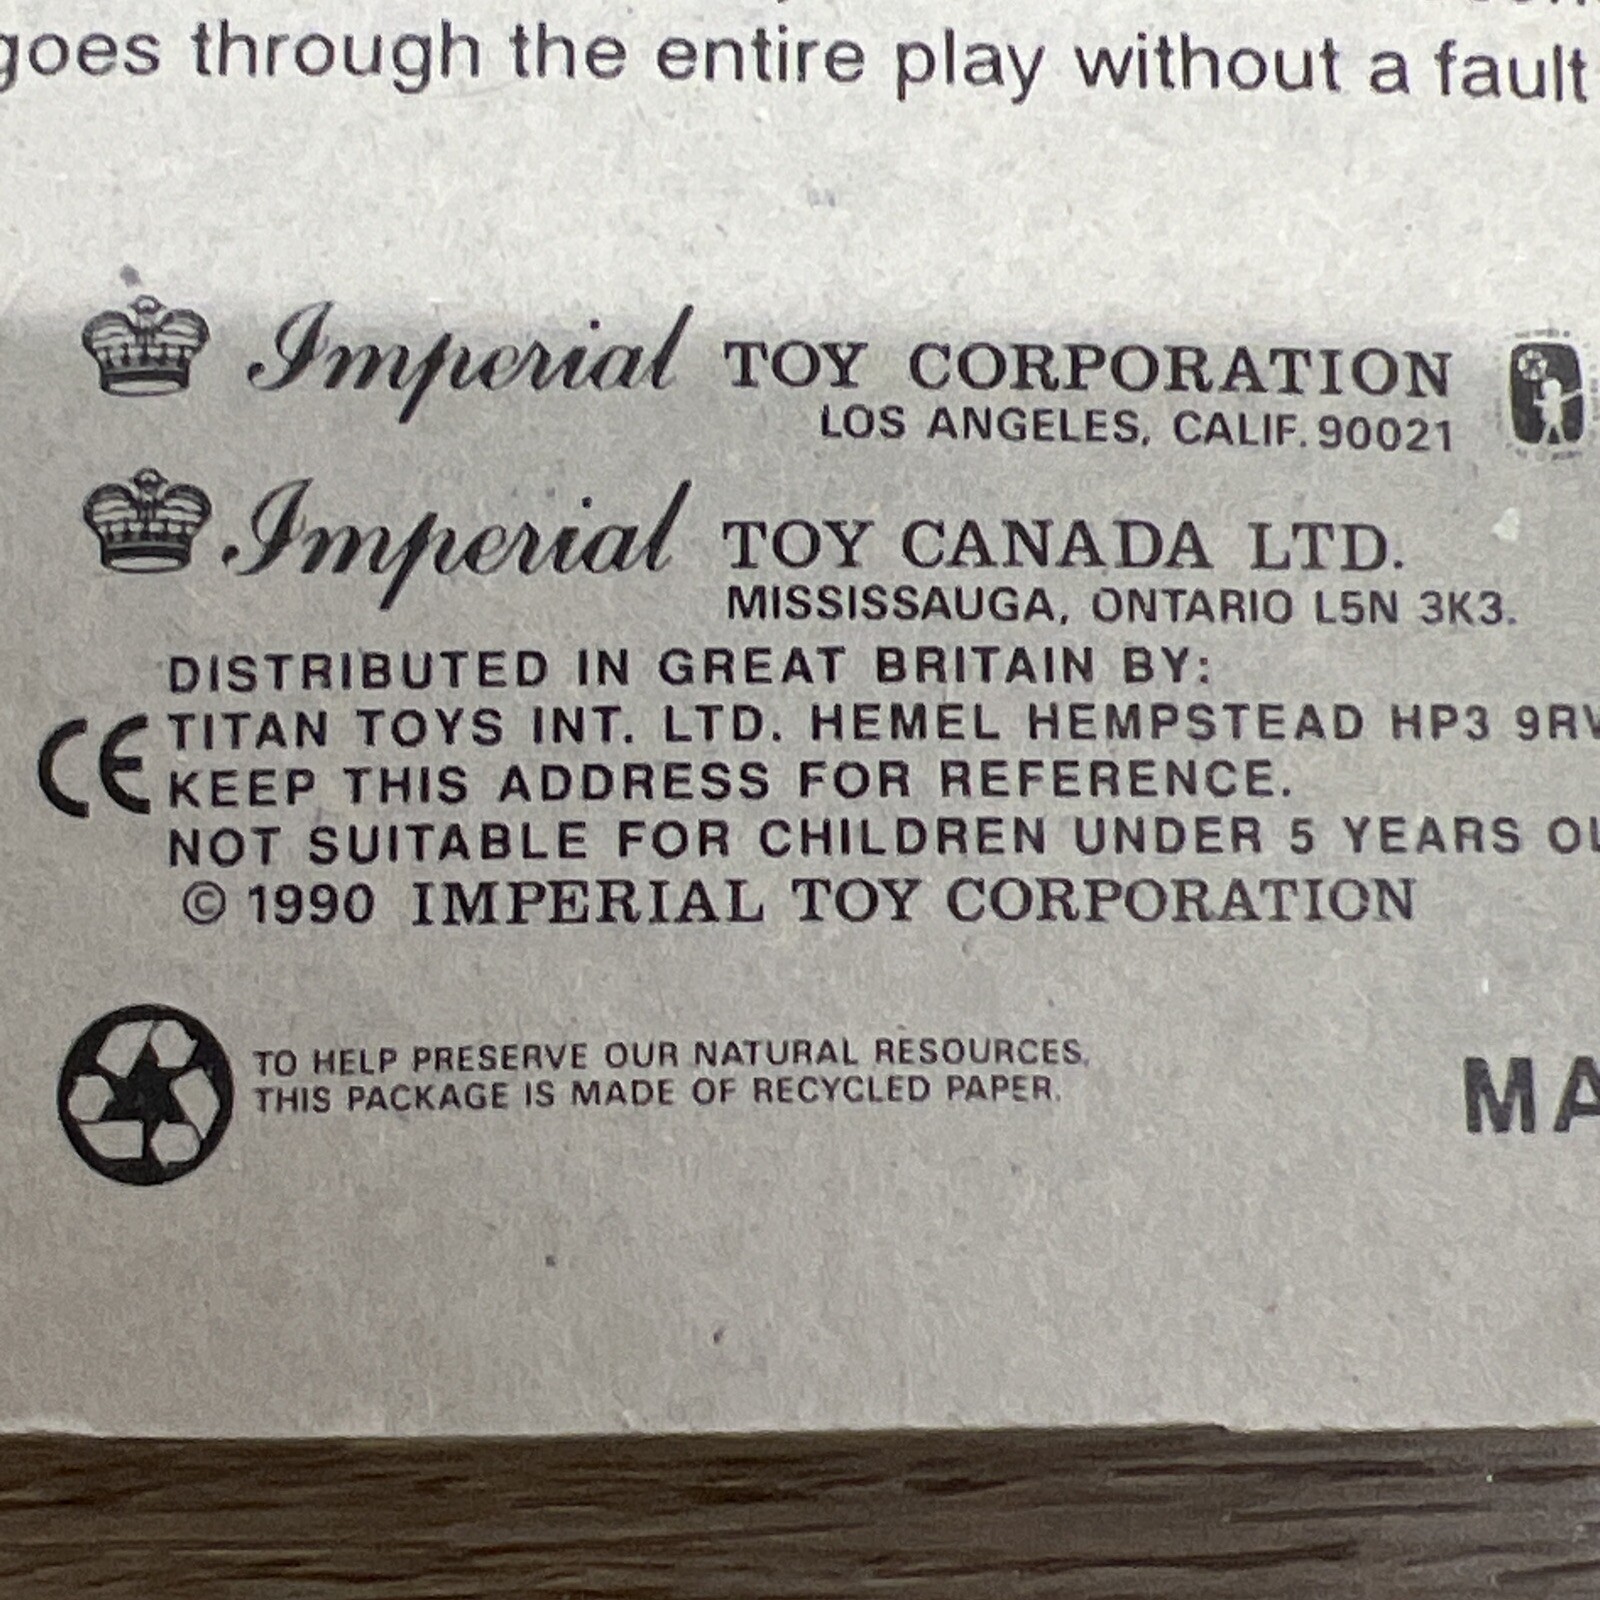 goes through the entire play without a fault
Imperial TOY CORPORATION
LOS ANGELES, CALIF. 90021
Imperial TOY CANADA LTD.
MISSISSAUGA, ONTARIO L5N 3K3.
DISTRIBUTED IN GREAT BRITAIN BY:
CE TITAN TOYS INT. LTD. HEMEL HEMPSTEAD HP3 9RW
KEEP THIS ADDRESS FOR REFERENCE.
NOT SUITABLE FOR CHILDREN UNDER 5 YEARS OL
© 1990 IMPERIAL TOY CORPORATION
TO HELP PRESERVE OUR NATURAL RESOURCES,
THIS PACKAGE IS MADE OF RECYCLED PAPER.
MA